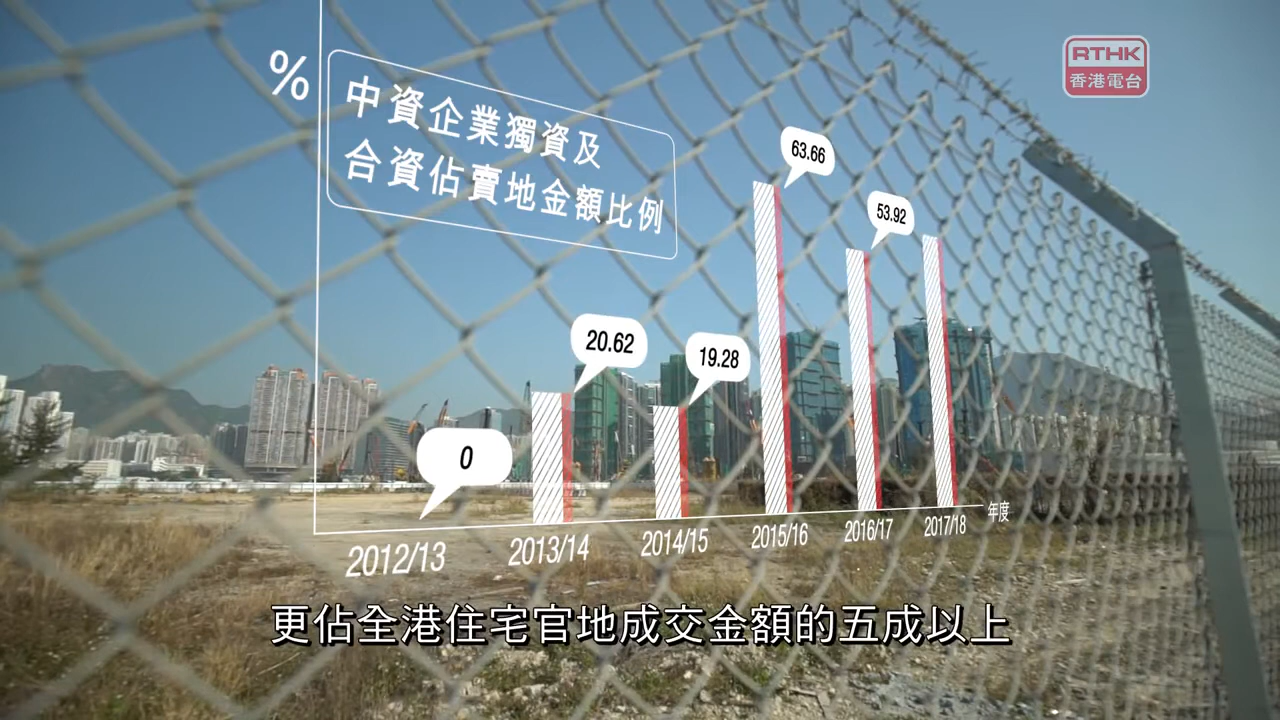 RTHK
香港電台
%
中資企業獨資及
合資佔賣地金額比例
63.66
53.92
20.62
19.28
0
2012/13
2013/14
2014/15
2015/16
2016/17
2017/18
年度
更佔全港住宅官地成交金額的五成以上